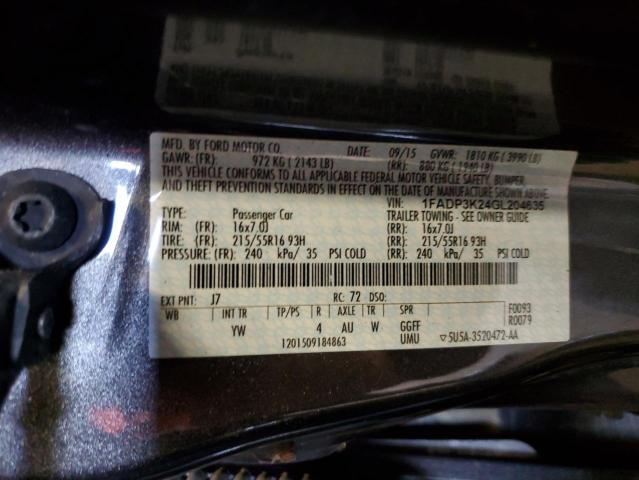 MFD. BY FORD MOTOR CO. DATE: 09/15 GVWR: 1810 KG ( 3990 LB)
GAWR: (FR): 972 KG ( 2143 LB) (RR): 880 KG ( 1940 LB)
THIS VEHICLE CONFORMS TO ALL APPLICABLE FEDERAL MOTOR VEHICLE SAFETY, BUMPER
AND THEFT PREVENTION STANDARDS IN EFFECT ON THE DATE OF MANUFACTURE SHOWN ABOVE.
VIN: 1FADP3K24GL204635
TYPE: Passenger Car TRAILER TOWING - SEE OWNER GUIDE
RIM: (FR): 16x7.0J (RR): 16x7.0J
TIRE: (FR): 215/55R16 93H (RR): 215/55R16 93H
PRESSURE: (FR): 240 kPa/ 35 PSI COLD (RR): 240 kPa/ 35 PSI COLD
EXT PNT: J7 RC: 72 DSO:
WB INT TR TP/PS R AXLE TR SPR F0093
YW 4 AU W GGFF R0079
1201509184863 UMU ▽5U5A-3520472-AA